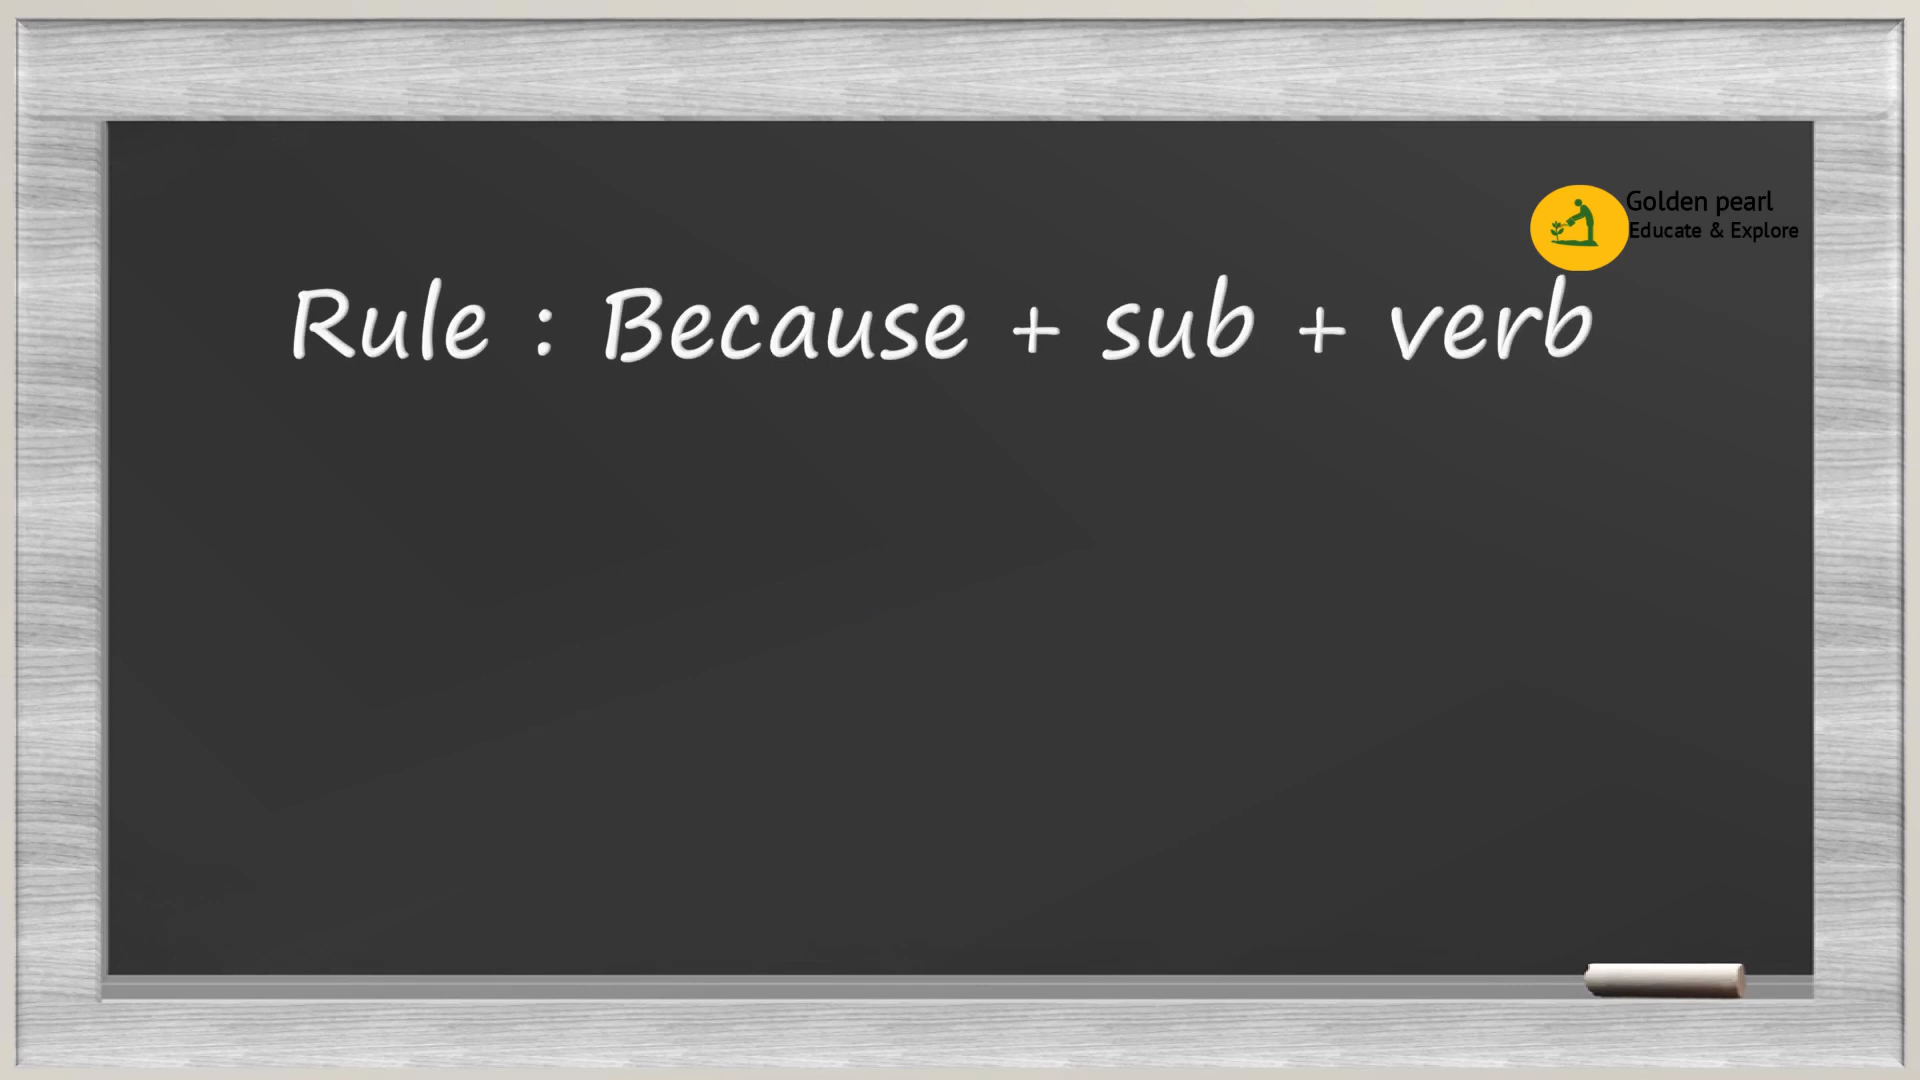 Golden pearl
Educate & Explore
Rule : Because + sub + verb